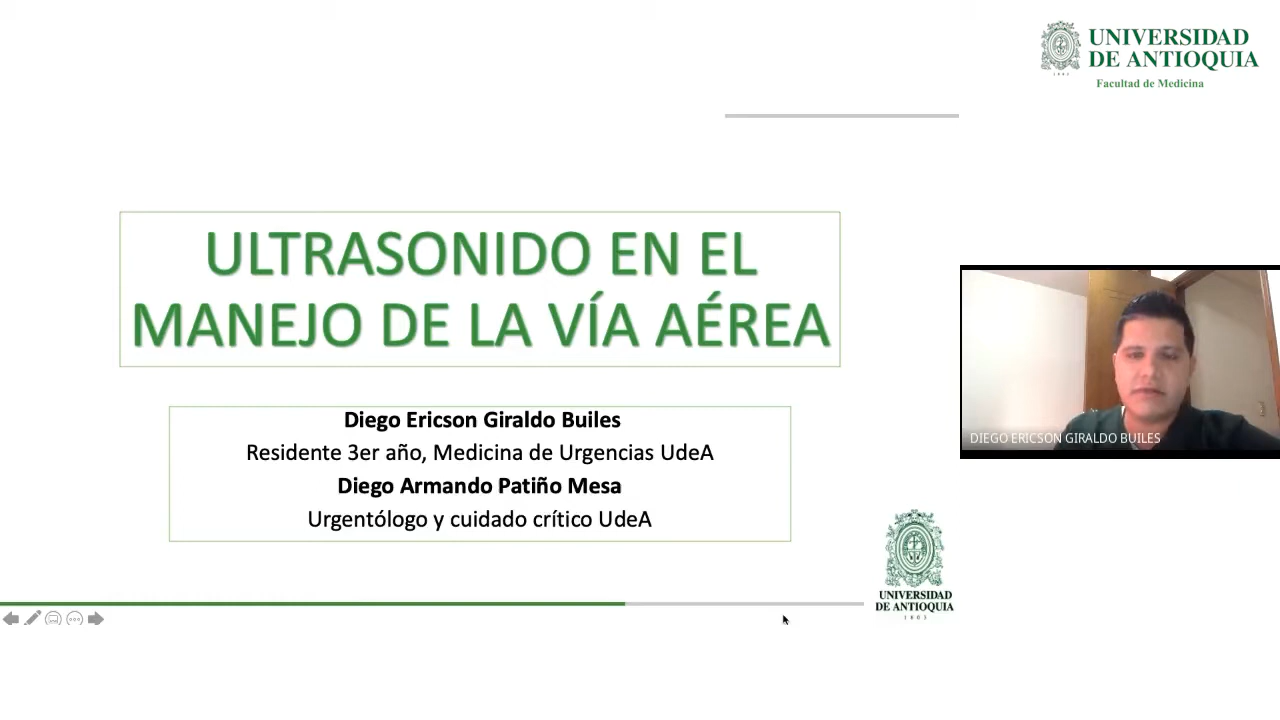 UNIVERSIDAD
DE ANTIOQUIA
1803
Facultad de Medicina
ULTRASONIDO EN EL
MANEJO DE LA VÍA AÉREA
Diego Ericson Giraldo Builes
Residente 3er año, Medicina de Urgencias UdeA
Diego Armando Patiño Mesa
Urgentólogo y cuidado crítico UdeA
DIEGO ERICSON GIRALDO BUILES
UNIVERSIDAD
DE ANTIOQUIA
1803